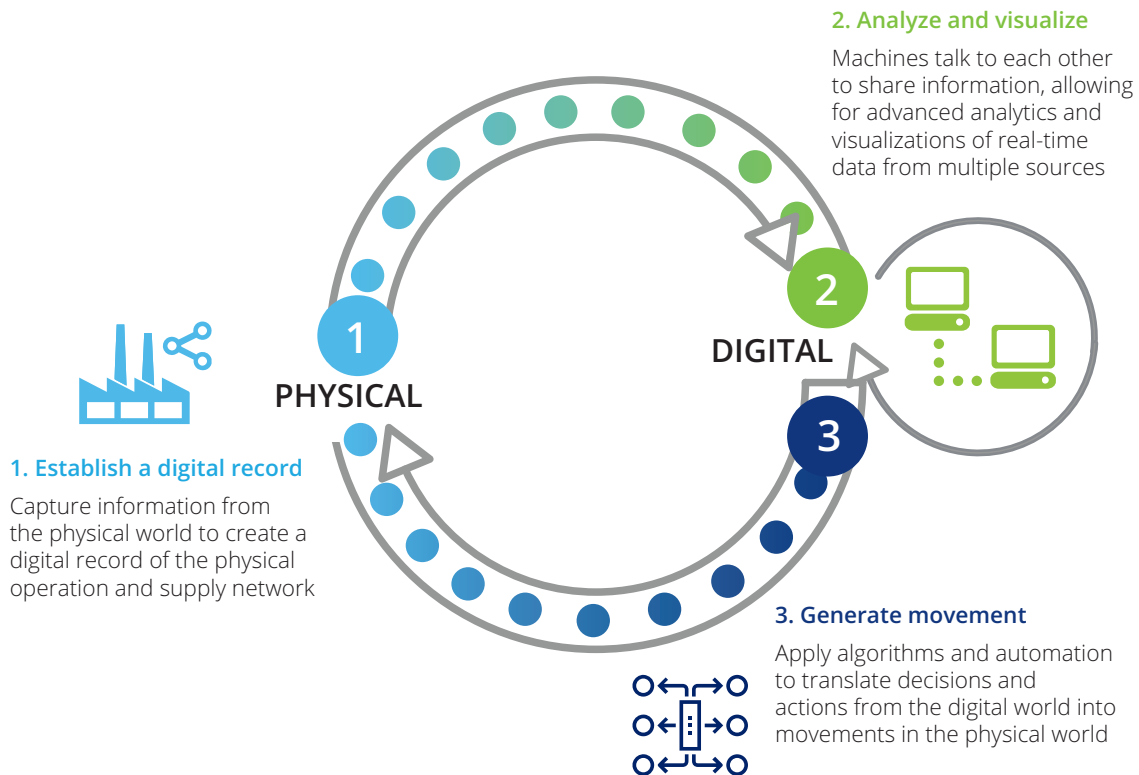 2. Analyze and visualize
Machines talk to each other
to share information, allowing
for advanced analytics and
visualizations of real-time
data from multiple sources
2
1
DIGITAL
PHYSICAL
3
1. Establish a digital record
Capture information from
the physical world to create a
digital record of the physical
operation and supply network
3. Generate movement
Apply algorithms and automation
to translate decisions and
actions from the digital world into
movements in the physical world